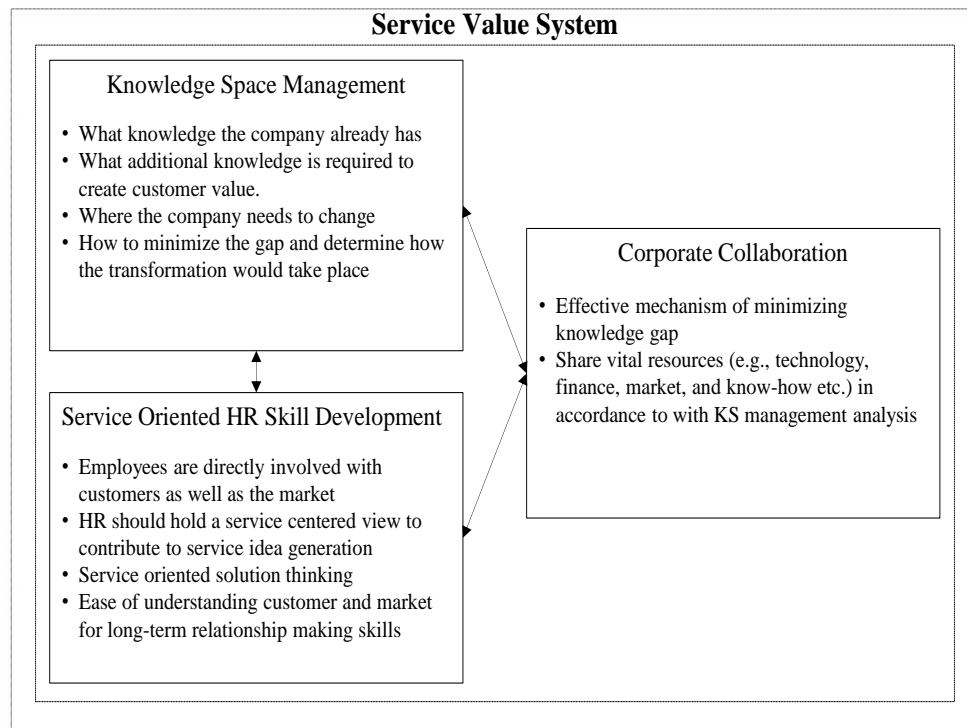 Service Value System
Knowledge Space Management
• What knowledge the company already has
• What additional knowledge is required to
create customer value.
• Where the company needs to change
• How to minimize the gap and determine how
the transformation would take place
Service Oriented HR Skill Development
• Employees are directly involved with
customers as well as the market
• HR should hold a service centered view to
contribute to service idea generation
• Service oriented solution thinking
• Ease of understanding customer and market
for long-term relationship making skills
Corporate Collaboration
• Effective mechanism of minimizing
knowledge gap
• Share vital resources (e.g., technology,
finance, market, and know-how etc.) in
accordance to with KS management analysis